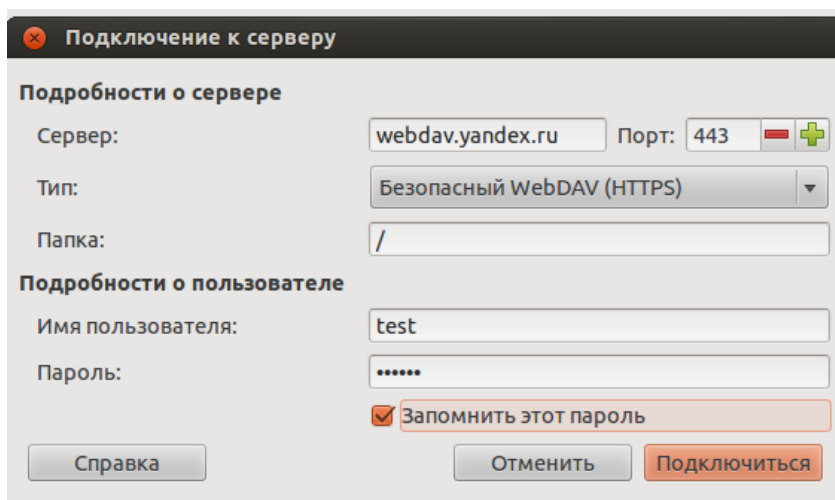 Подключение к серверу
Подробности о сервере
Сервер: webdav.yandex.ru Порт: 443
Тип: Безопасный WebDAV (HTTPS)
Папка: /
Подробности о пользователе
Имя пользователя: test
Пароль: ••••••
Запомнить этот пароль
Справка Отменить Подключиться